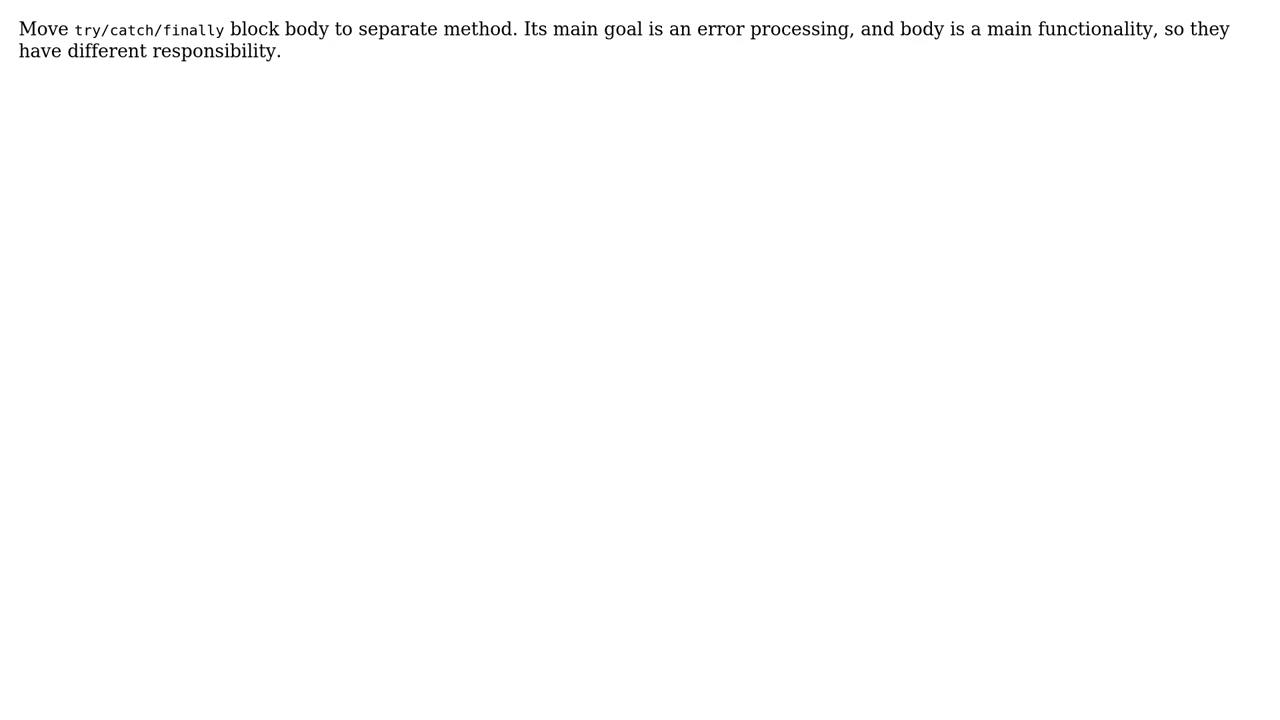 Move try/catch/finally block body to separate method. Its main goal is an error processing, and body is a main functionality, so they
have different responsibility.